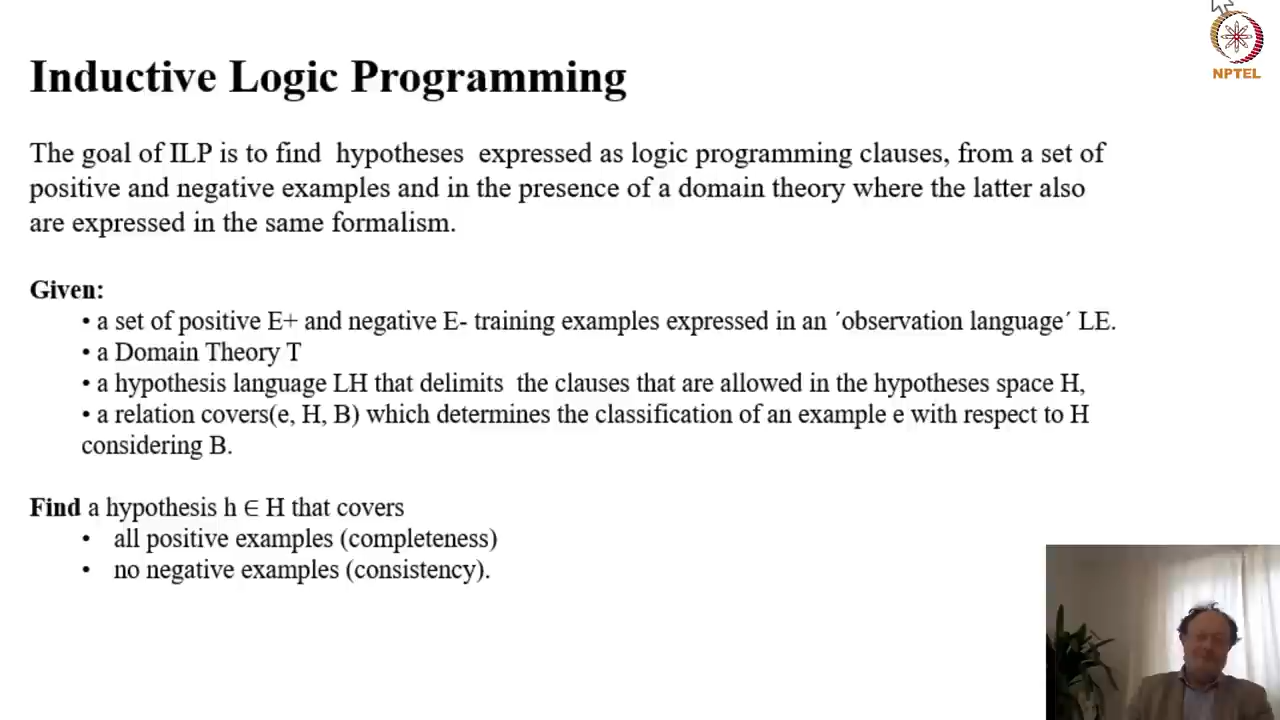 NPTEL
Inductive Logic Programming
The goal of ILP is to find hypotheses expressed as logic programming clauses, from a set of
positive and negative examples and in the presence of a domain theory where the latter also
are expressed in the same formalism.
Given:
• a set of positive E+ and negative E- training examples expressed in an ´observation language´ LE.
• a Domain Theory T
• a hypothesis language LH that delimits the clauses that are allowed in the hypotheses space H,
• a relation covers(e, H, B) which determines the classification of an example e with respect to H
considering B.
Find a hypothesis h ∈ H that covers
• all positive examples (completeness)
• no negative examples (consistency).